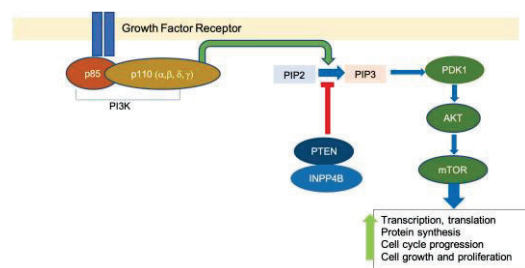 Growth Factor Receptor
p85
p110 (α,β, δ, γ)
PI3K
PIP2
PIP3
PDK1
AKT
mTOR
PTEN
INPP4B
Transcription, translation
Protein synthesis
Cell cycle progression
Cell growth and proliferation